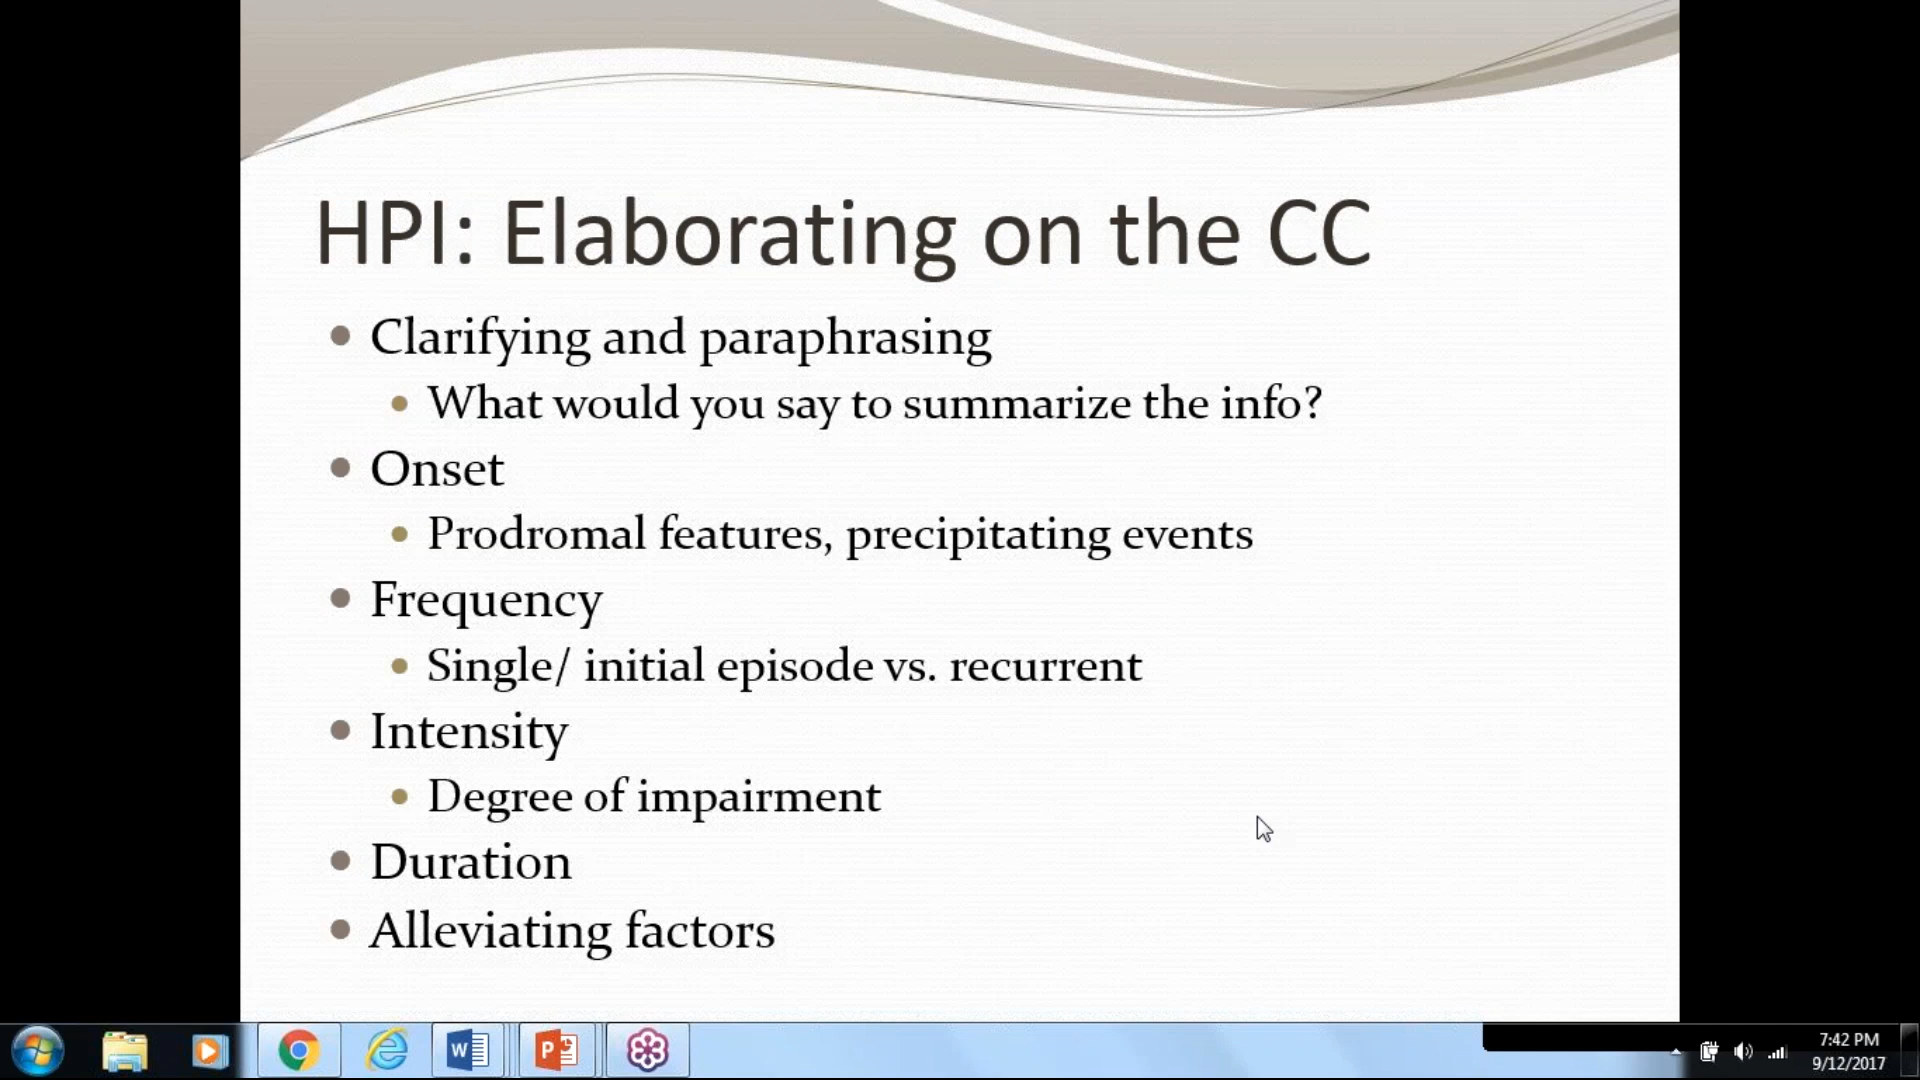 HPI: Elaborating on the CC
Clarifying and paraphrasing
What would you say to summarize the info?
Onset
Prodromal features, precipitating events
Frequency
Single/ initial episode vs. recurrent
Intensity
Degree of impairment
Duration
Alleviating factors
7:42 PM
9/12/2017